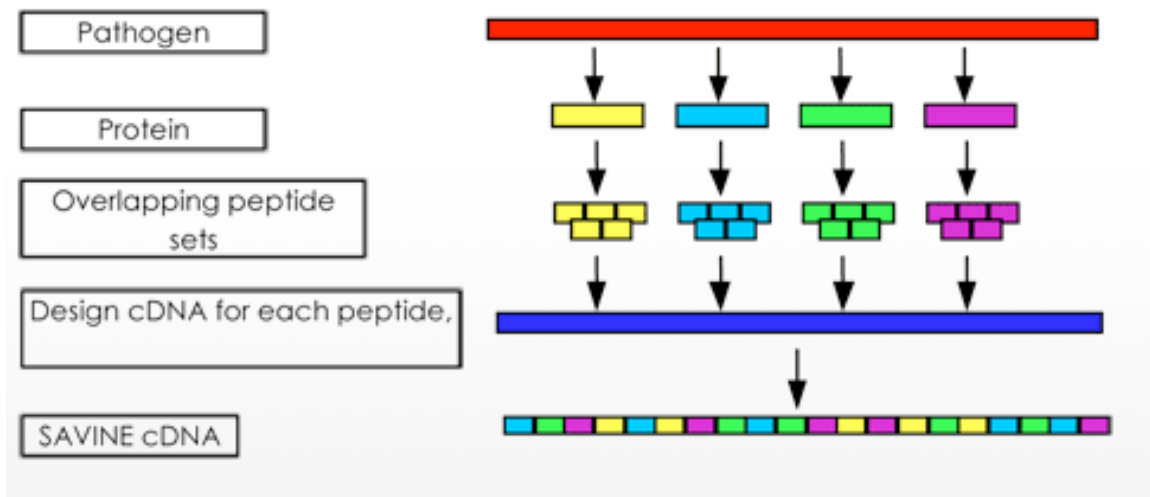 Pathogen
Protein
Overlapping peptide
sets
Design cDNA for each peptide,
SAVINE cDNA